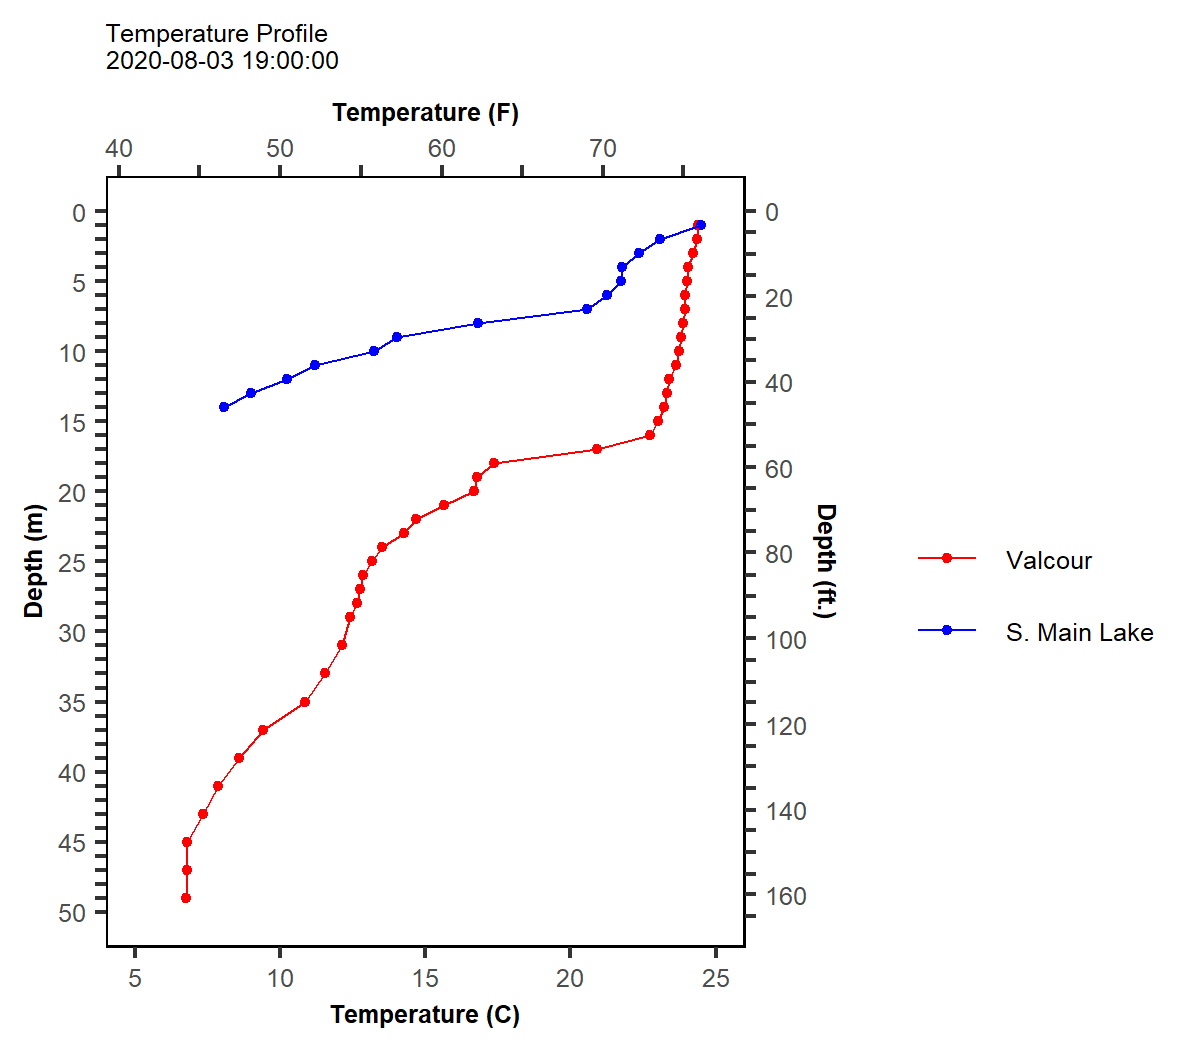 Temperature Profile
2020-08-03 19:00:00
Temperature (F)
40 50 60 70
0 0
5
20
10
40
15
60
20
Depth (m)
Depth (ft.)
80
25
Valcour
30
100
S. Main Lake
35
120
40
140
45
160
50
5 10 15 20 25
Temperature (C)